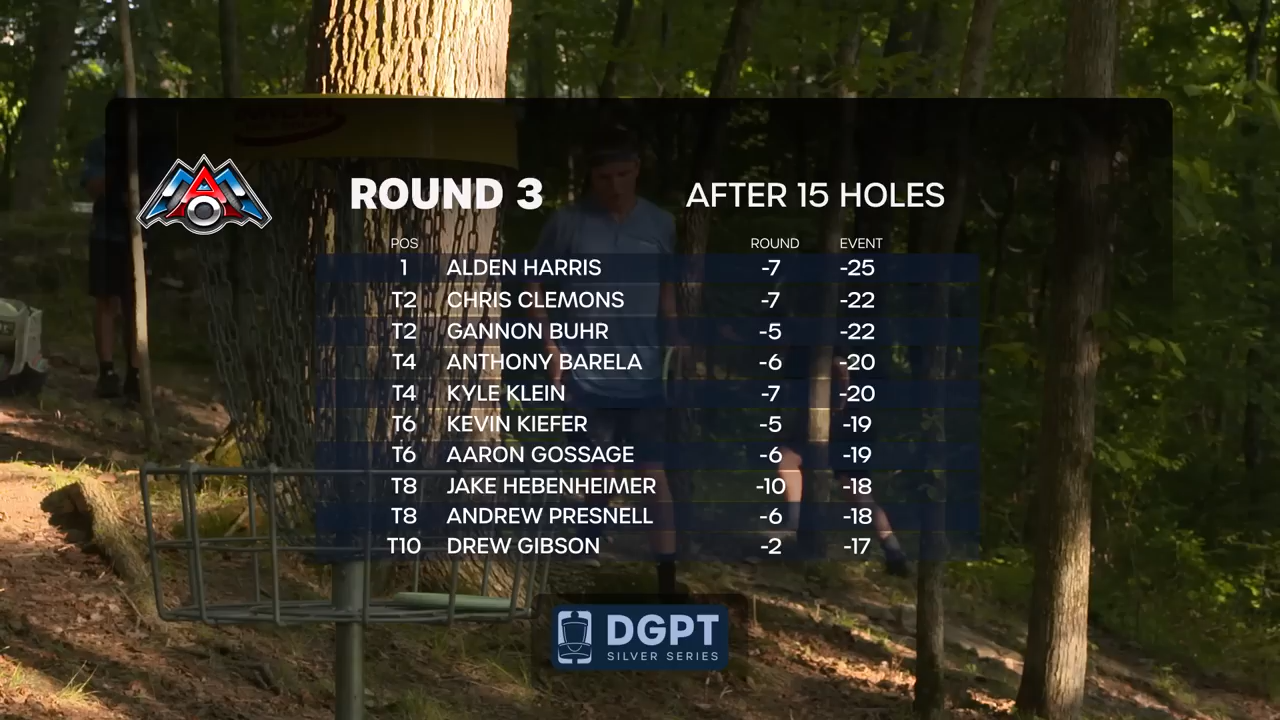 ROUND 3 AFTER 15 HOLES
POS ROUND EVENT
1 ALDEN HARRIS -7 -25
T2 CHRIS CLEMONS -7 -22
T2 GANNON BUHR -5 -22
T4 ANTHONY BARELA -6 -20
T4 KYLE KLEIN -7 -20
T6 KEVIN KIEFER -5 -19
T6 AARON GOSSAGE -6 -19
T8 JAKE HEBENHEIMER -10 -18
T8 ANDREW PRESNELL -6 -18
T10 DREW GIBSON -2 -17
DGPT
SILVER SERIES